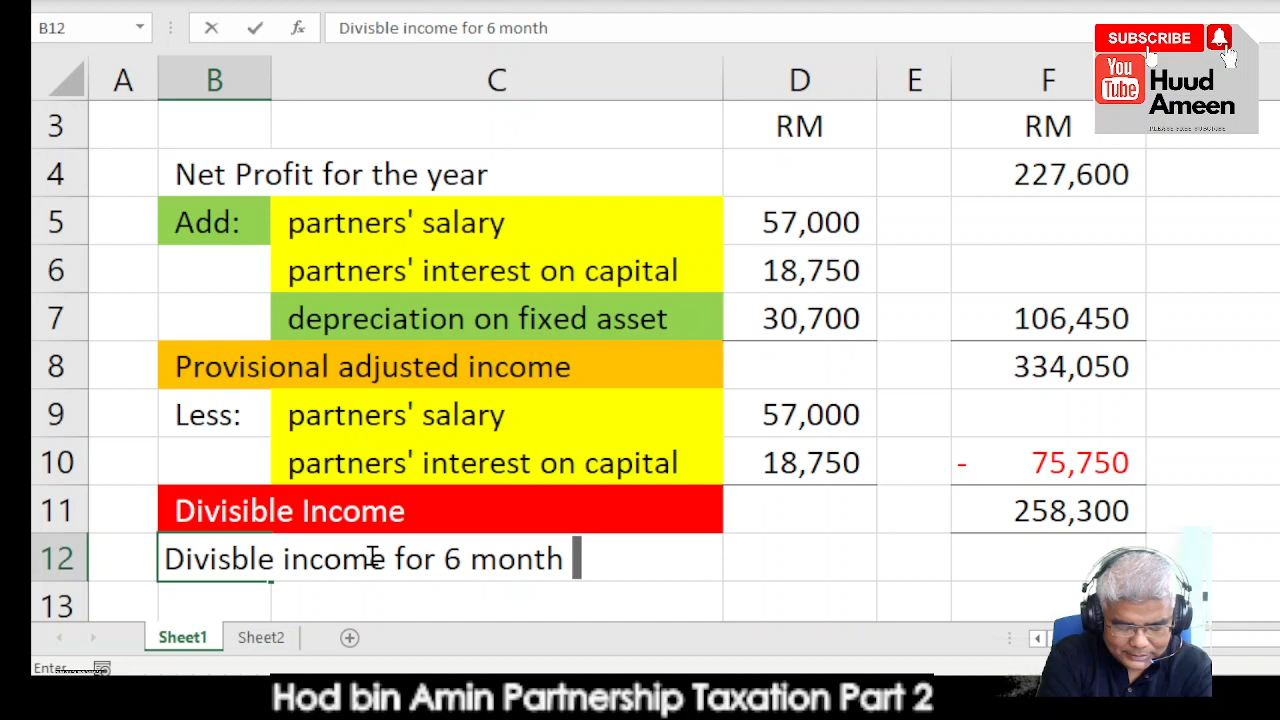 B12 fx Divisble income for 6 month
SUBSCRIBE
You Tube
Huud Ameen
PLEASE FREE SUBCRIBE
A B C D E F
3 RM RM
4 Net Profit for the year 227,600
5 Add: partners' salary 57,000
6 partners' interest on capital 18,750
7 depreciation on fixed asset 30,700 106,450
8 Provisional adjusted income 334,050
9 Less: partners' salary 57,000
10 partners' interest on capital 18,750 - 75,750
11 Divisible Income 258,300
12 Divisble income for 6 month
13
Sheet1 Sheet2
Enter
Hod bin Amin Partnership Taxation Part 2